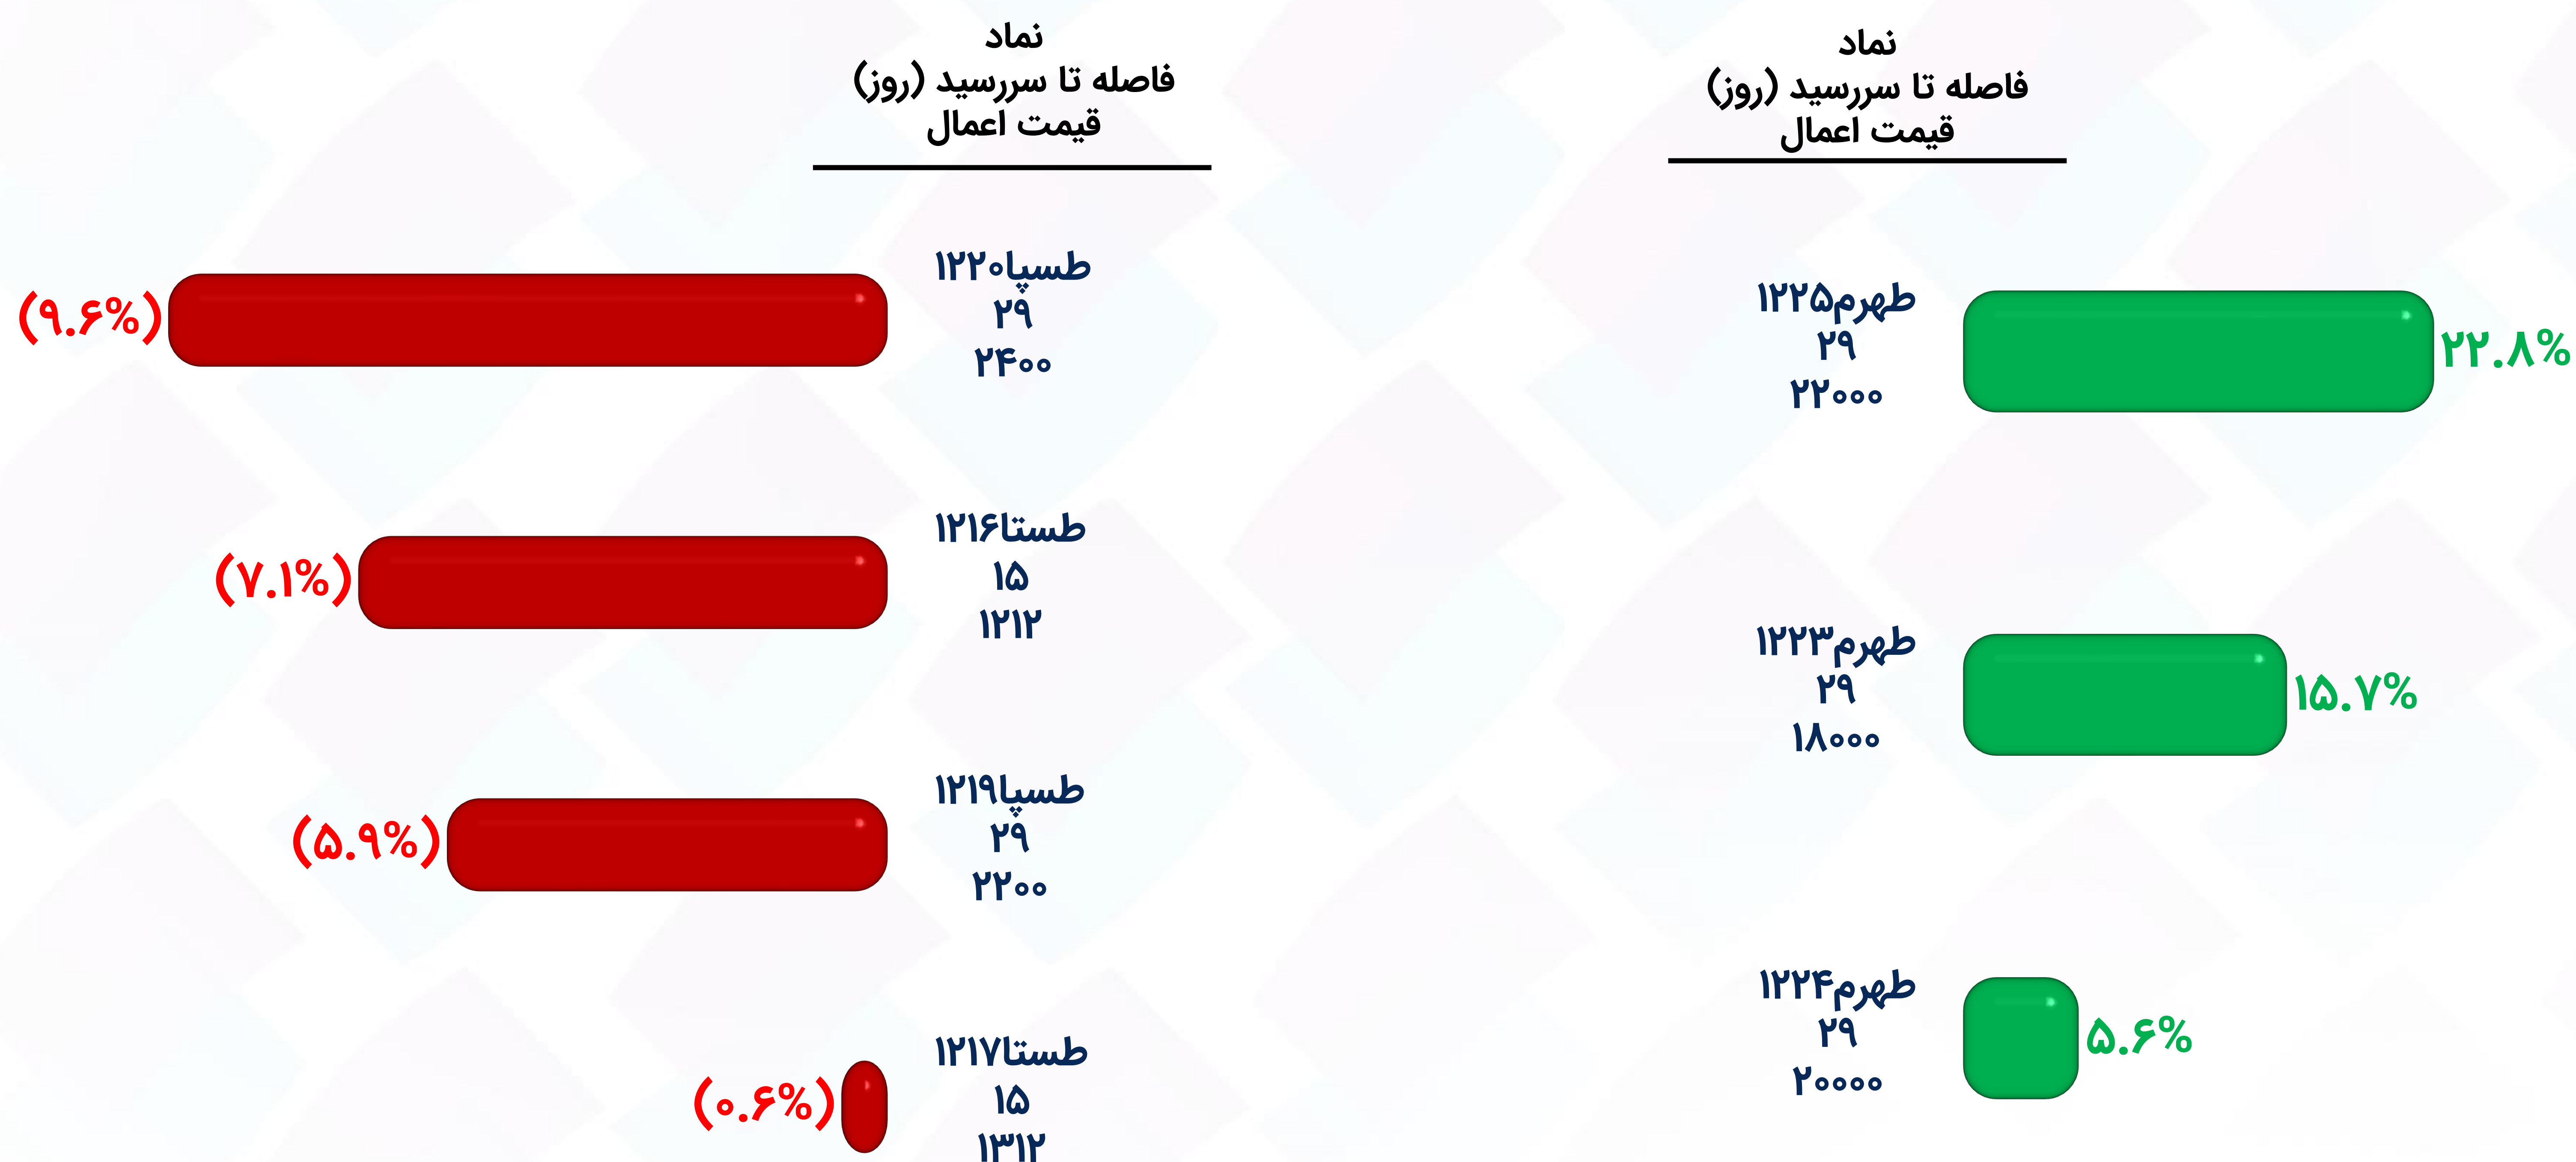 نماد
فاصله تا سررسید (روز)
قیمت اعمال
طهرم۱۲۲۵
۲۹
۲۲۰۰۰
۲۲.۸%
طهرم۱۲۲۳
۲۹
۱۸۰۰۰
۱۵.۷%
طهرم۱۲۲۴
۲۹
۲۰۰۰۰
۵.۶%
نماد
فاصله تا سررسید (روز)
قیمت اعمال
طسپا۱۲۲۰
۲۹
۲۴۰۰
(۹.۶%)
طستا۱۲۱۶
۱۵
۱۲۱۲
(۷.۱%)
طسپا۱۲۱۹
۲۹
۲۲۰۰
(۵.۹%)
طستا۱۲۱۷
۱۵
۱۳۱۲
(۰.۶%)